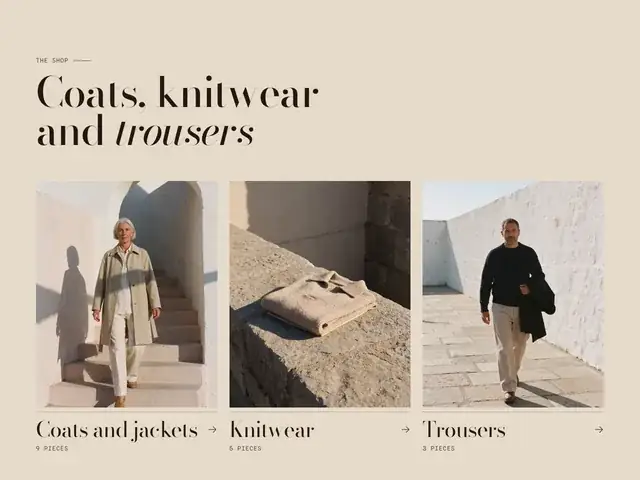 THE SHOP
Coats, knitwear
and trousers
Coats and jackets →
Knitwear →
Trousers →
9 PIECES
5 PIECES
3 PIECES